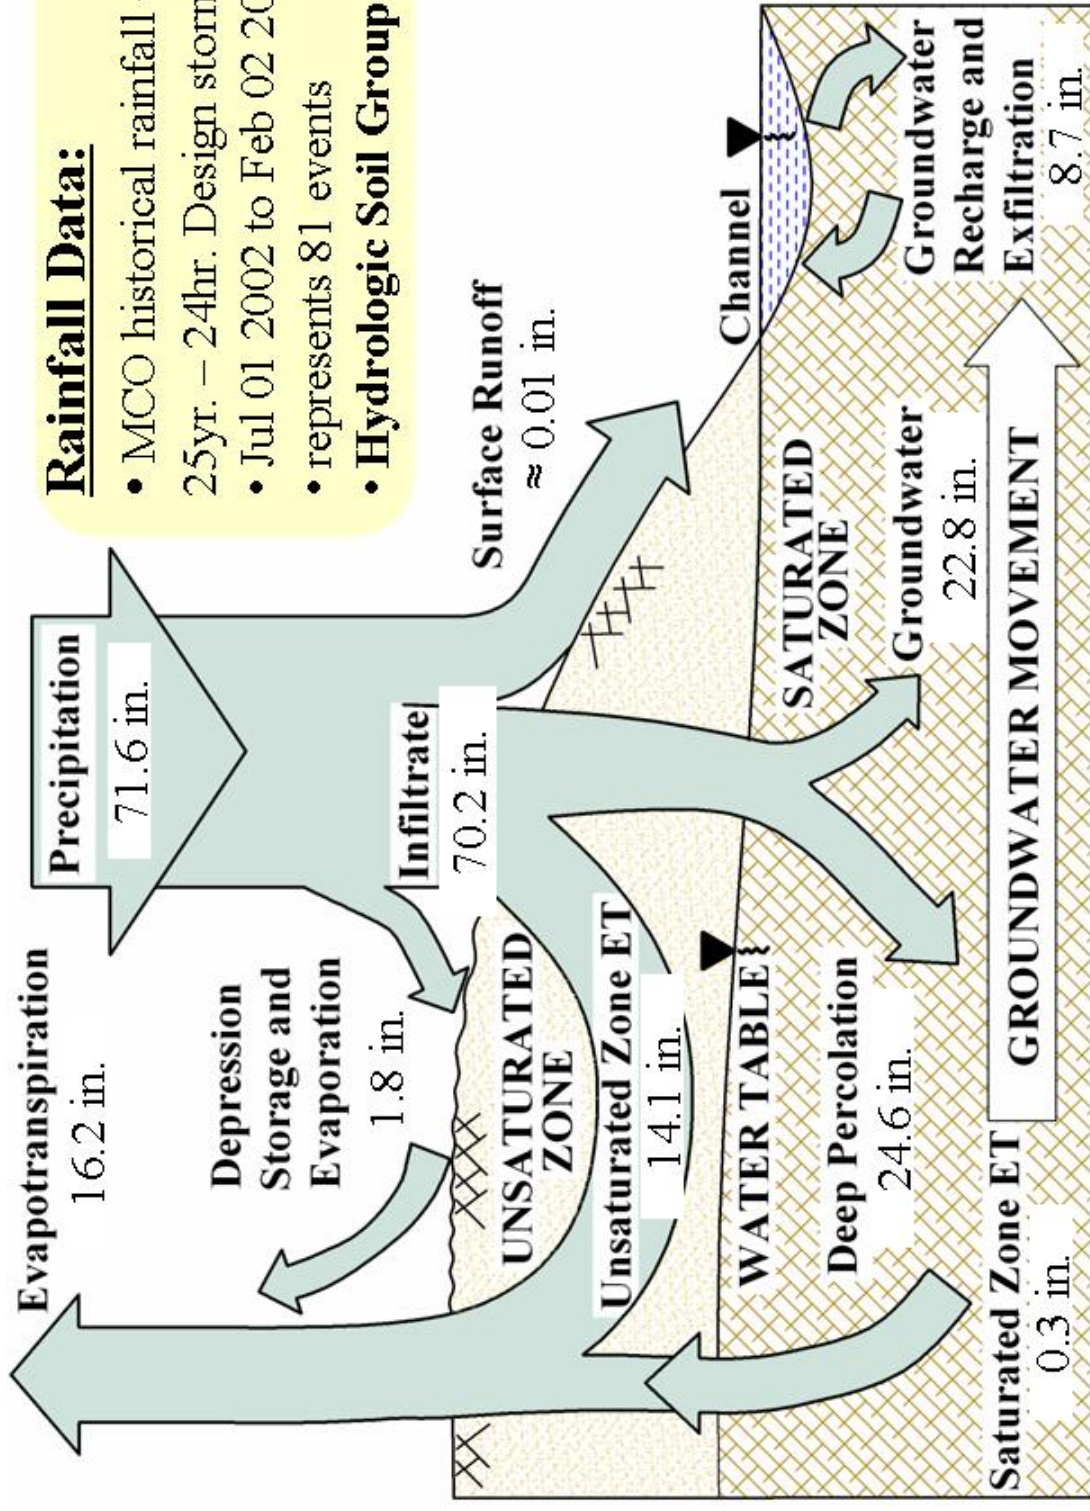 Evapotranspiration
16.2 in.
Precipitation
71.6 in.
Rainfall Data:
• MCO historical rainfall
25yr. – 24hr. Design storm
• Jul 01 2002 to Feb 02 20
• represents 81 events
• Hydrologic Soil Group
Depression
Storage and
Evaporation
1.8 in.
Infiltrate
70.2 in.
Surface Runoff
≈ 0.01 in.
UNSATURATED
ZONE
Unsaturated Zone ET
14.1 in.
Channel
WATER TABLE
SATURATED
ZONE
Deep Percolation
24.6 in.
Groundwater
22.8 in.
Groundwater
Recharge and
Exfiltration
8.7 in.
Saturated Zone ET
0.3 in.
GROUNDWATER MOVEMENT